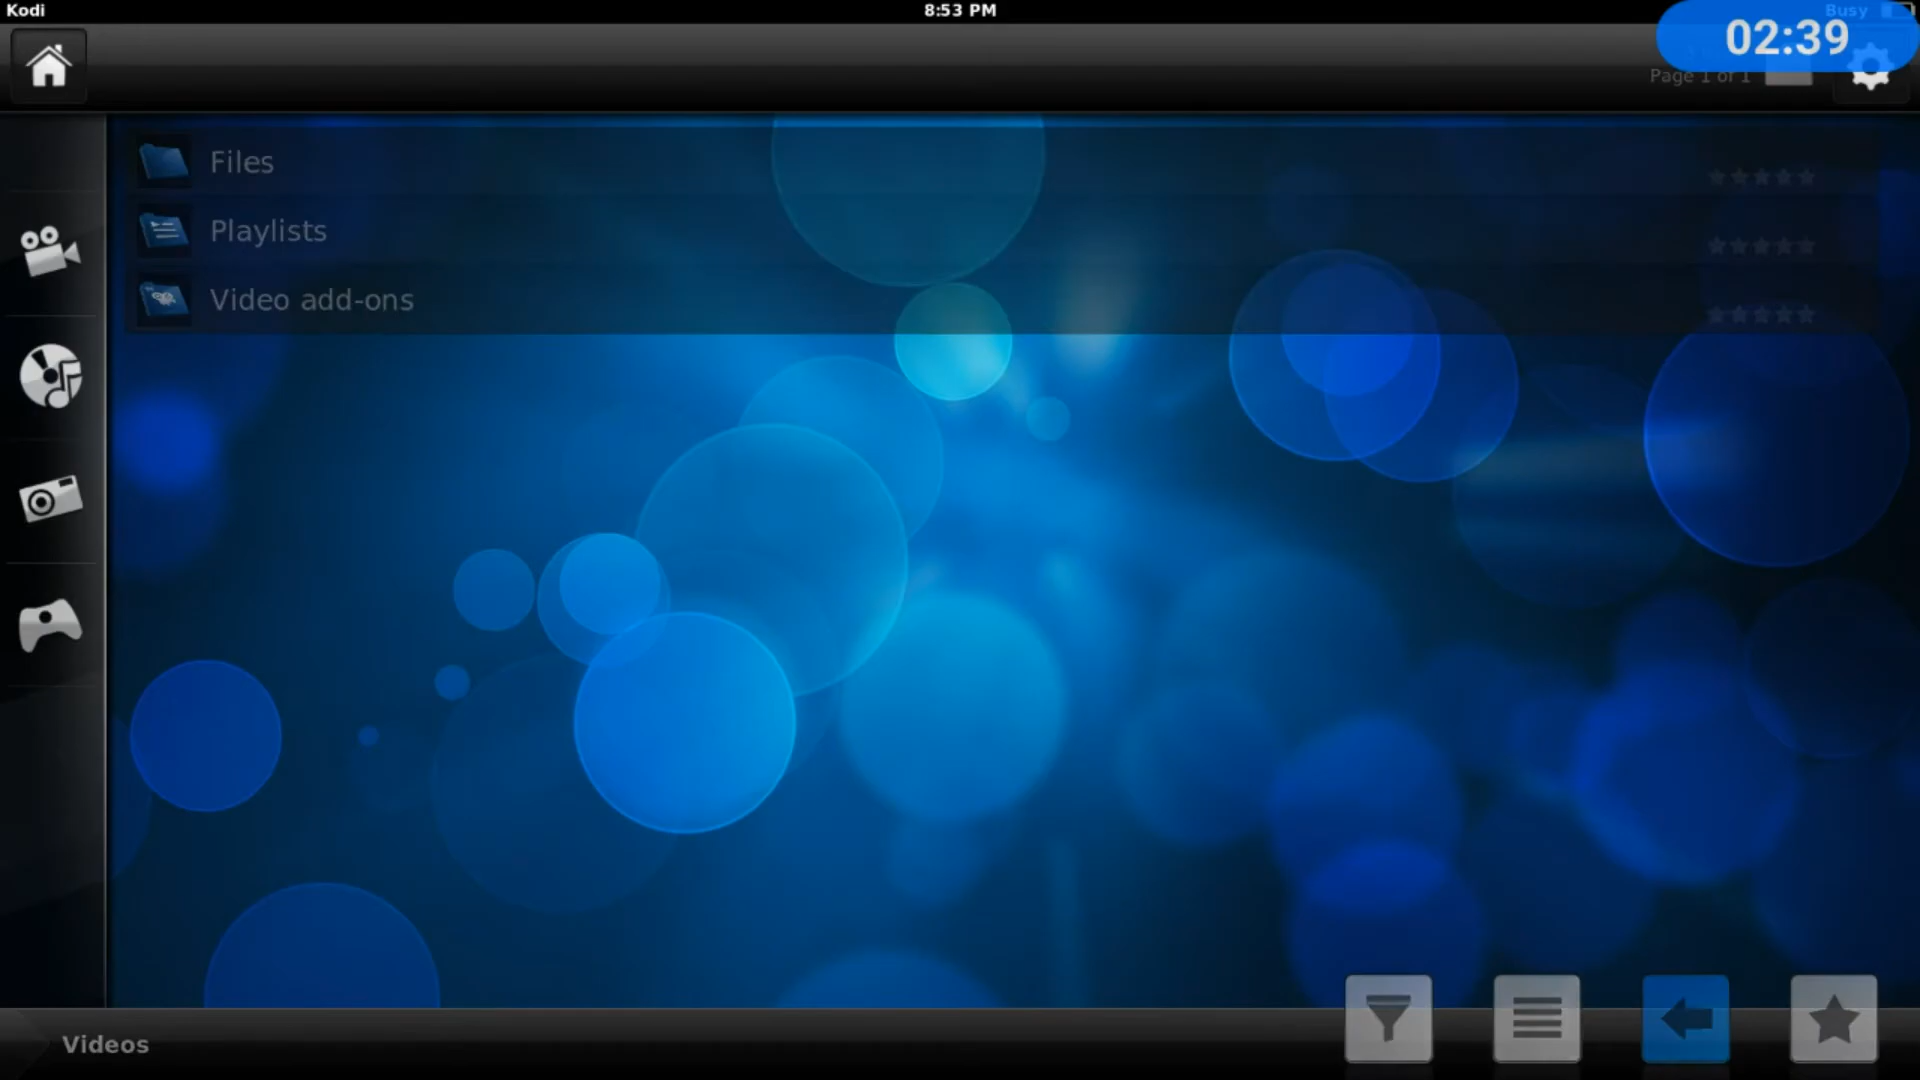 Kodi
8:53 PM
Busy
02:39
Page 1 of 1
Files
Playlists
Video add-ons
Videos